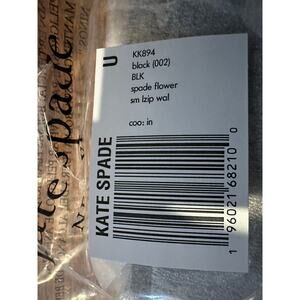 U
KK894
black (002)
BLK
spade flower
sm lzip wal
coo: in
KATE SPADE
1 96021 68210 0
kate spade